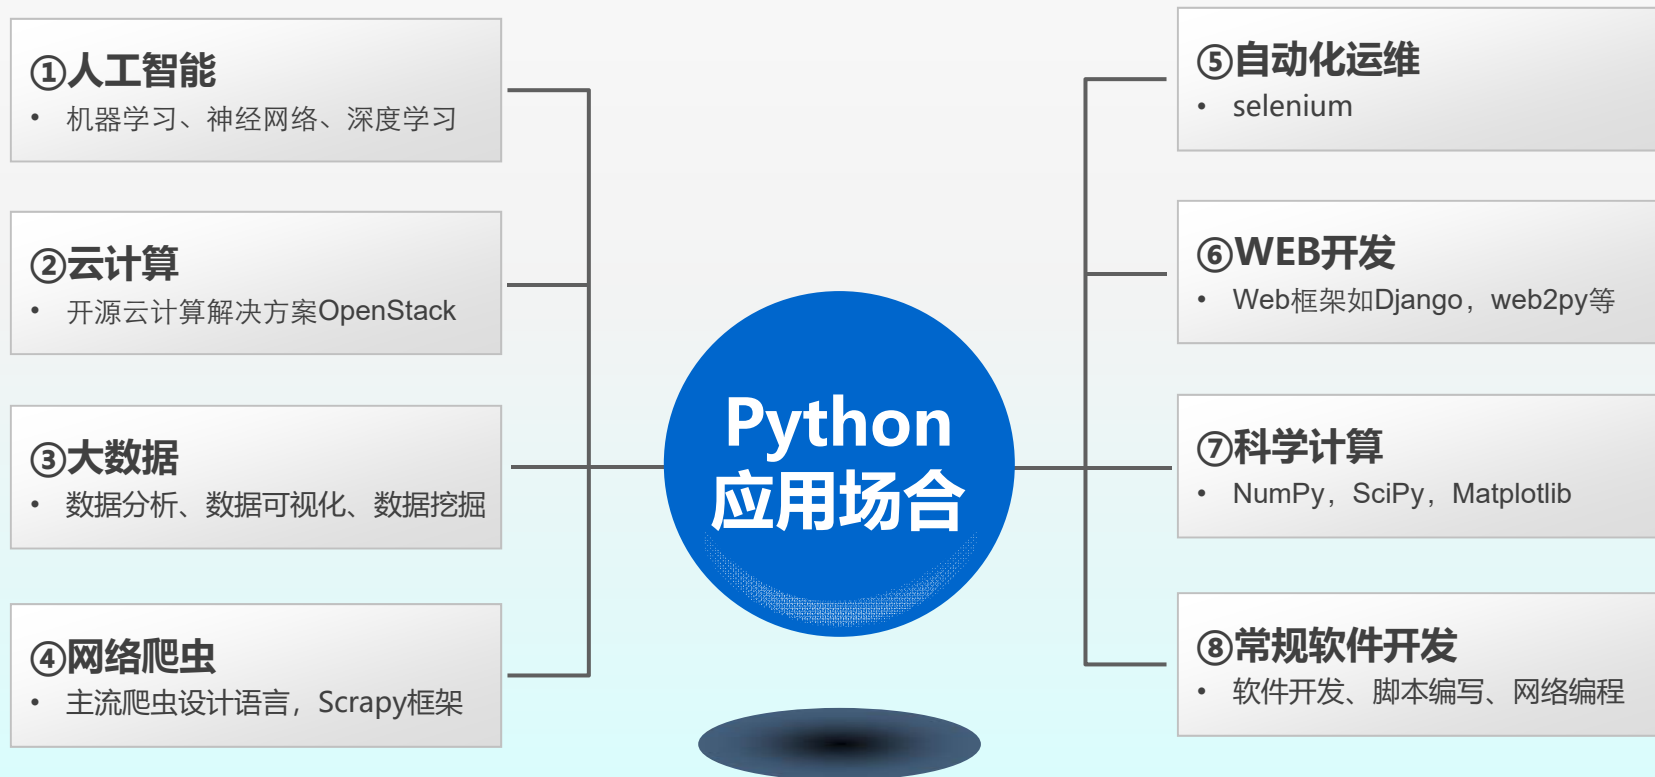 ①人工智能
• 机器学习、神经网络、深度学习
②云计算
• 开源云计算解决方案OpenStack
③大数据
• 数据分析、数据可视化、数据挖掘
④网络爬虫
• 主流爬虫设计语言，Scrapy框架
Python
应用场合
⑤自动化运维
• selenium
⑥WEB开发
• Web框架如Django，web2py等
⑦科学计算
• NumPy，SciPy，Matplotlib
⑧常规软件开发
• 软件开发、脚本编写、网络编程